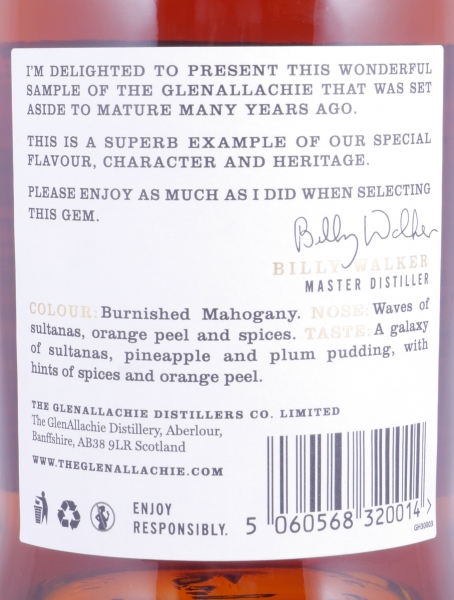 I'M DELIGHTED TO PRESENT THIS WONDERFUL
SAMPLE OF THE GLENALLACHIE THAT WAS SET
ASIDE TO MATURE MANY YEARS AGO.
THIS IS A SUPERB EXAMPLE OF OUR SPECIAL
FLAVOUR, CHARACTER AND HERITAGE.
PLEASE ENJOY AS MUCH AS I DID WHEN SELECTING
THIS GEM.
Billy Walker
BILLY WALKER
MASTER DISTILLER
COLOUR: Burnished Mahogany. NOSE: Waves of
sultanas, orange peel and spices. TASTE: A galaxy
of sultanas, pineapple and plum pudding, with
hints of spices and orange peel.
THE GLENALLACHIE DISTILLERS CO. LIMITED
The GlenAllachie Distillery, Aberlour,
Banffshire, AB38 9LR Scotland
WWW.THEGLENALLACHIE.COM
ENJOY
RESPONSIBLY.
5 060568 320014 >
GH30003